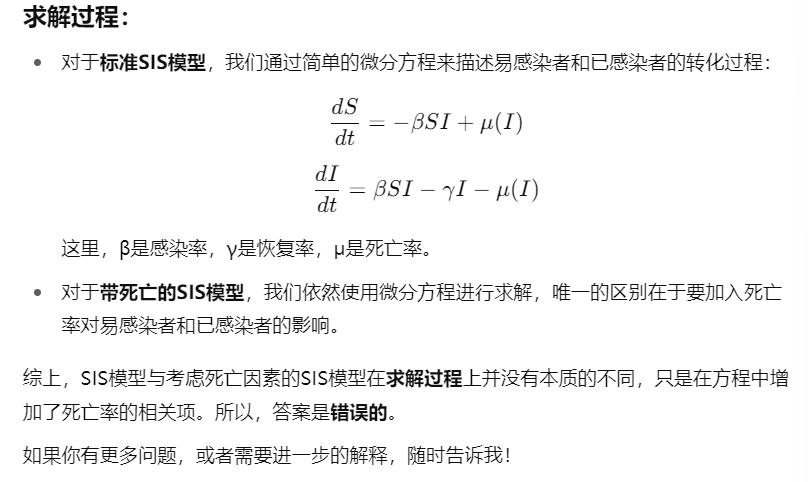 求解过程：
• 对于标准SIS模型，我们通过简单的微分方程来描述易感染者和已感染者的转化过程：
dS/dt = −βSI + μ(I)
dI/dt = βSI − γI − μ(I)
这里，β是感染率，γ是恢复率，μ是死亡率。
• 对于带死亡的SIS模型，我们依然使用微分方程进行求解，唯一的区别在于要加入死亡
率对易感染者和已感染者的影响。
综上，SIS模型与考虑死亡因素的SIS模型在求解过程上并没有本质的不同，只是在方程中增
加了死亡率的相关项。所以，答案是错误的。
如果你有更多问题，或者需要进一步的解释，随时告诉我！